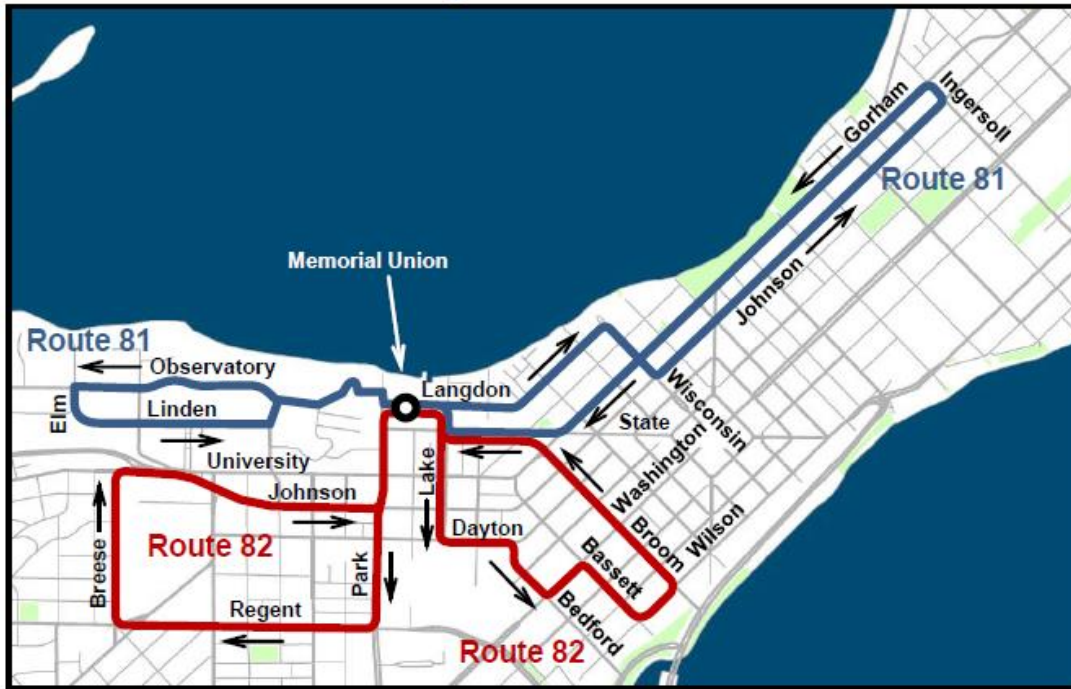 Ingersoll
Gorham
Route 81
Johnson
Memorial Union
Route 81
Observatory
Langdon
Elm
Linden
State
Wisconsin
University
Washington
Johnson
Lake
Broom
Wilson
Dayton
Route 82
Park
Bassett
Breese
Regent
Bedford
Route 82